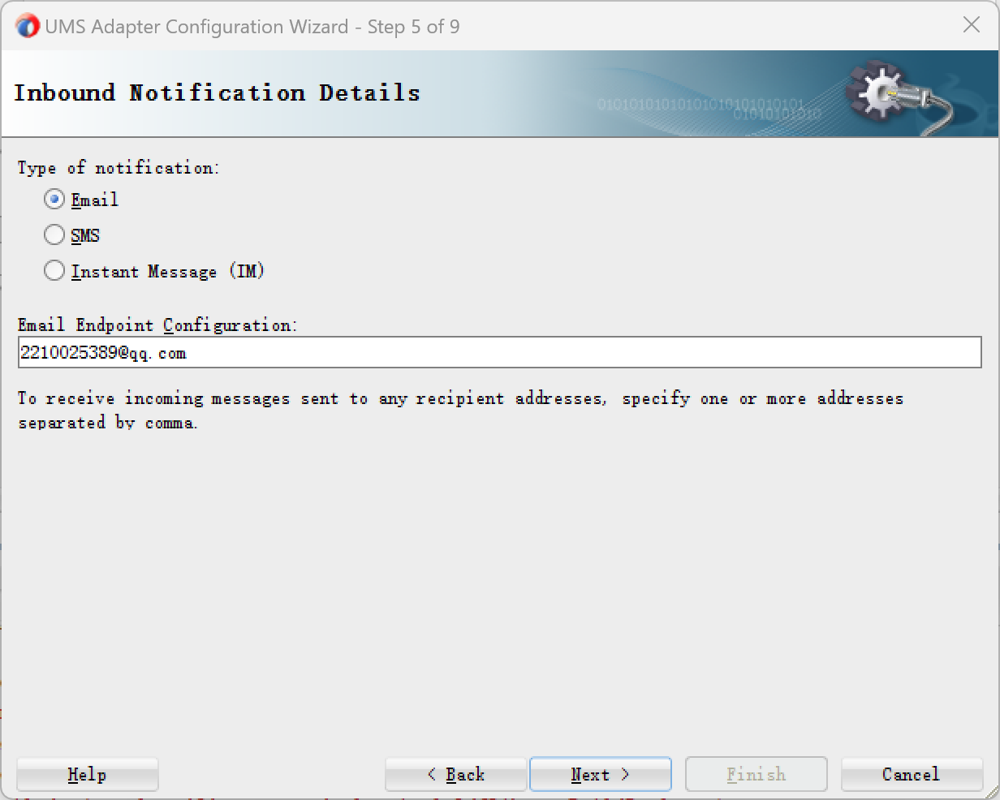 UMS Adapter Configuration Wizard - Step 5 of 9
Inbound Notification Details
01010101010101010101010101
01010101010
Type of notification:
Email
SMS
Instant Message (IM)
Email Endpoint Configuration:
2210025389@qq.com
To receive incoming messages sent to any recipient addresses, specify one or more addresses
separated by comma.
Help
< Back
Next >
Finish
Cancel